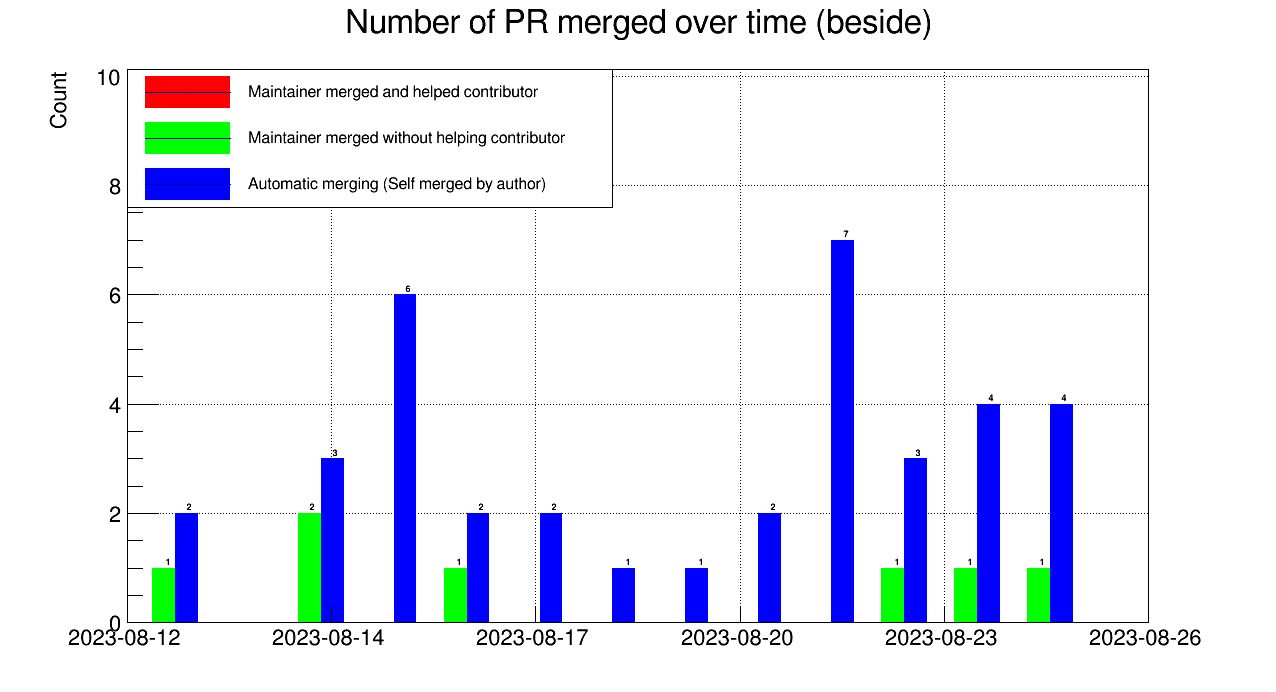 Number of PR merged over time (beside)
Count
10
Maintainer merged and helped contributor
Maintainer merged without helping contributor
8
Automatic merging (Self merged by author)
7
6
6
4
4 4
3 3
2
2 2 2 2 2
1 1 1 1 1 1 1
0
2023-08-12 2023-08-14 2023-08-17 2023-08-20 2023-08-23 2023-08-26